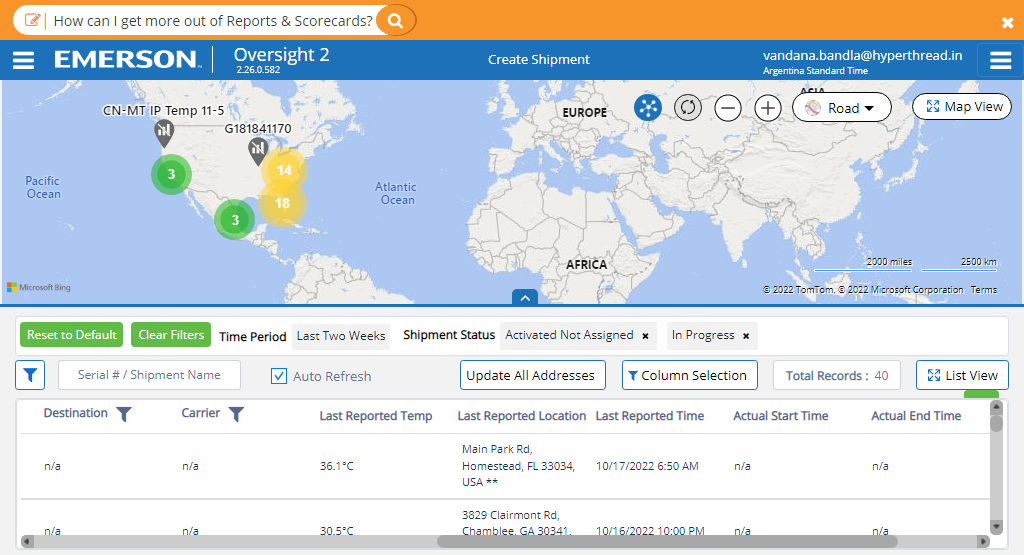 How can I get more out of Reports & Scorecards?
EMERSON
Oversight 2
2.26.0.582
Create Shipment
vandana.bandla@hyperthread.in
Argentina Standard Time
CN-MT IP Temp 11-5
G181841170
3
14
18
3
Pacific
Ocean
Atlantic
Ocean
EUROPE
ASIA
AFRICA
Road
Map View
2000 miles
2500 km
Microsoft Bing
© 2022 TomTom, © 2022 Microsoft Corporation Terms
Reset to Default
Clear Filters
Time Period
Last Two Weeks
Shipment Status
Activated Not Assigned ×
In Progress ×
Serial # / Shipment Name
Auto Refresh
Update All Addresses
Column Selection
Total Records : 40
List View
Destination Carrier Last Reported Temp Last Reported Location Last Reported Time Actual Start Time Actual End Time
Main Park Rd,
n/a n/a 36.1°C Homestead, FL 33034, 10/17/2022 6:50 AM n/a n/a
USA **
3829 Clairmont Rd,
n/a n/a 30.5°C Chamblee, GA 30341, 10/16/2022 10:00 PM n/a n/a